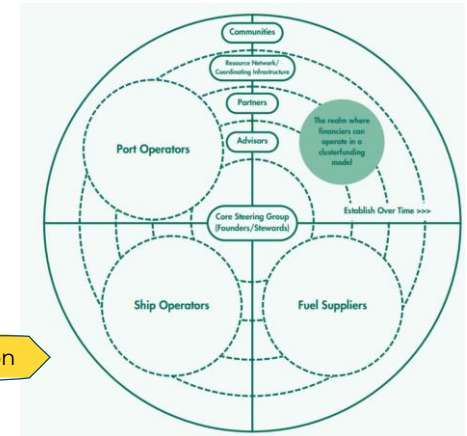 Communities
Resource Network/
Coordinating Infrastructure
Partners
Advisors
Port Operators
The realm where
financiers can
operate in a
clusterfunding
model
Establish Over Time >>>
Core Steering Group
(Founders/Stewards)
Ship Operators
Fuel Suppliers